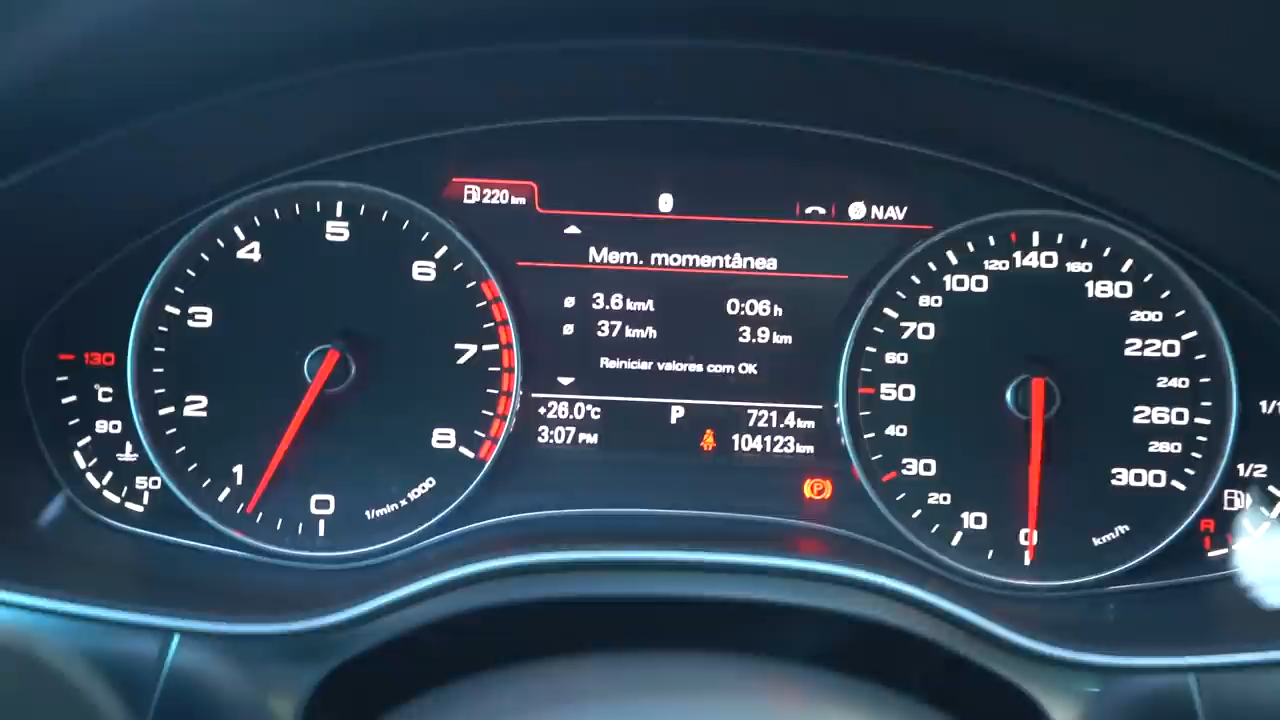 220 km
0
NAV
Mem. momentânea
ø 3.6 km/l 0:06 h
ø 37 km/h 3.9 km
Reiniciar valores com OK
+26.0°C P 721.4 km
3:07 PM 104123 km
(P)
0
1
2
3
4
5
6
7
8
1/min x 1000
130
°C
90
50
0
10
20
30
40
50
60
70
80
100
120
140
160
180
200
220
240
260
280
300
km/h
1/2
R